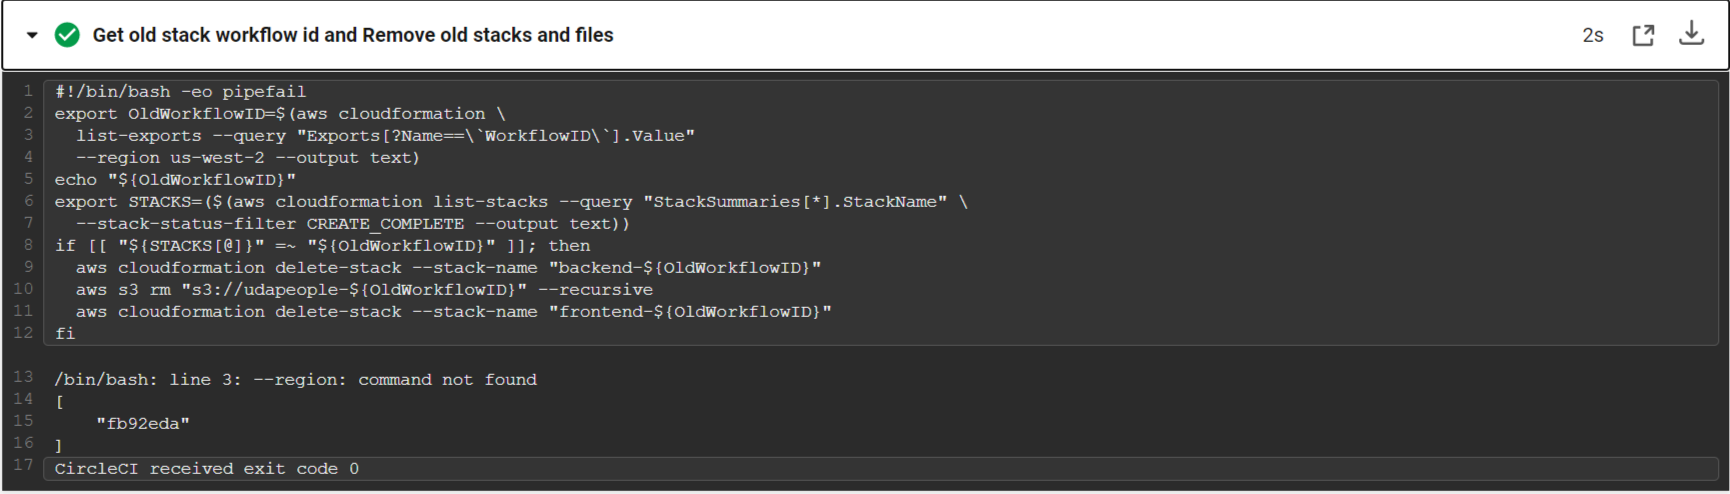 Get old stack workflow id and Remove old stacks and files 2s
1 #!/bin/bash -eo pipefail
2 export OldWorkflowID=$(aws cloudformation \
3   list-exports --query "Exports[?Name==\`WorkflowID\`].Value"
4   --region us-west-2 --output text)
5 echo "${OldWorkflowID}"
6 export STACKS=($(aws cloudformation list-stacks --query "StackSummaries[*].StackName" \
7   --stack-status-filter CREATE_COMPLETE --output text))
8 if [[ "${STACKS[@]}" =~ "${OldWorkflowID}" ]]; then
9   aws cloudformation delete-stack --stack-name "backend-${OldWorkflowID}"
10   aws s3 rm "s3://udapeople-${OldWorkflowID}" --recursive
11   aws cloudformation delete-stack --stack-name "frontend-${OldWorkflowID}"
12 fi
13 /bin/bash: line 3: --region: command not found
14 [
15     "fb92eda"
16 ]
17 CircleCI received exit code 0